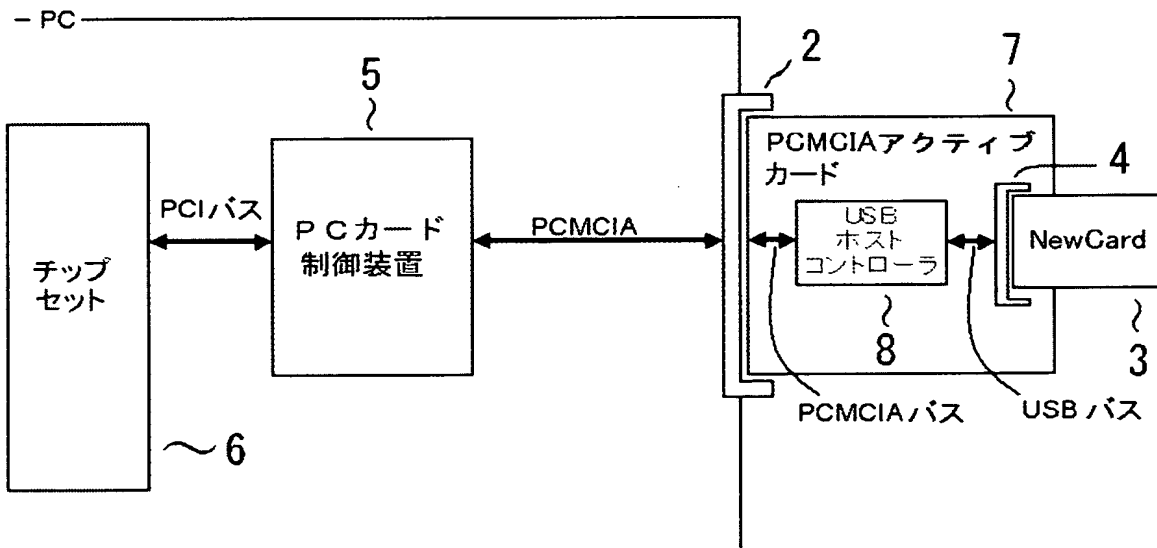 PC
2
7
5
PCMCIAアクティブ
カード
4
PCIバス
PCカード
制御装置
PCMCIA
USB
ホスト
コントローラ
NewCard
チップ
セット
8
3
PCMCIAバス
USBバス
6